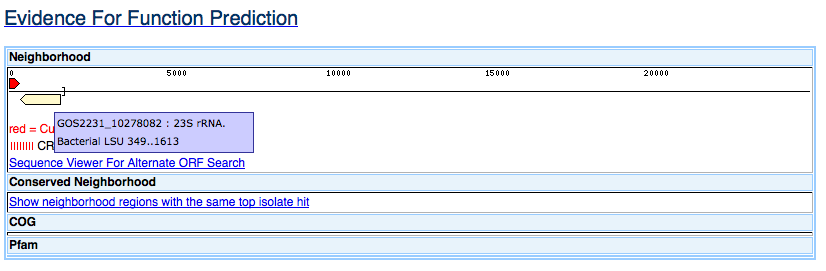 Evidence For Function Prediction
Neighborhood
0 5000 10000 15000 20000
GOS2231_10278082 : 23S rRNA.
red = Cu
Bacterial LSU 349..1613
CR
Sequence Viewer For Alternate ORF Search
Conserved Neighborhood
Show neighborhood regions with the same top isolate hit
COG
Pfam